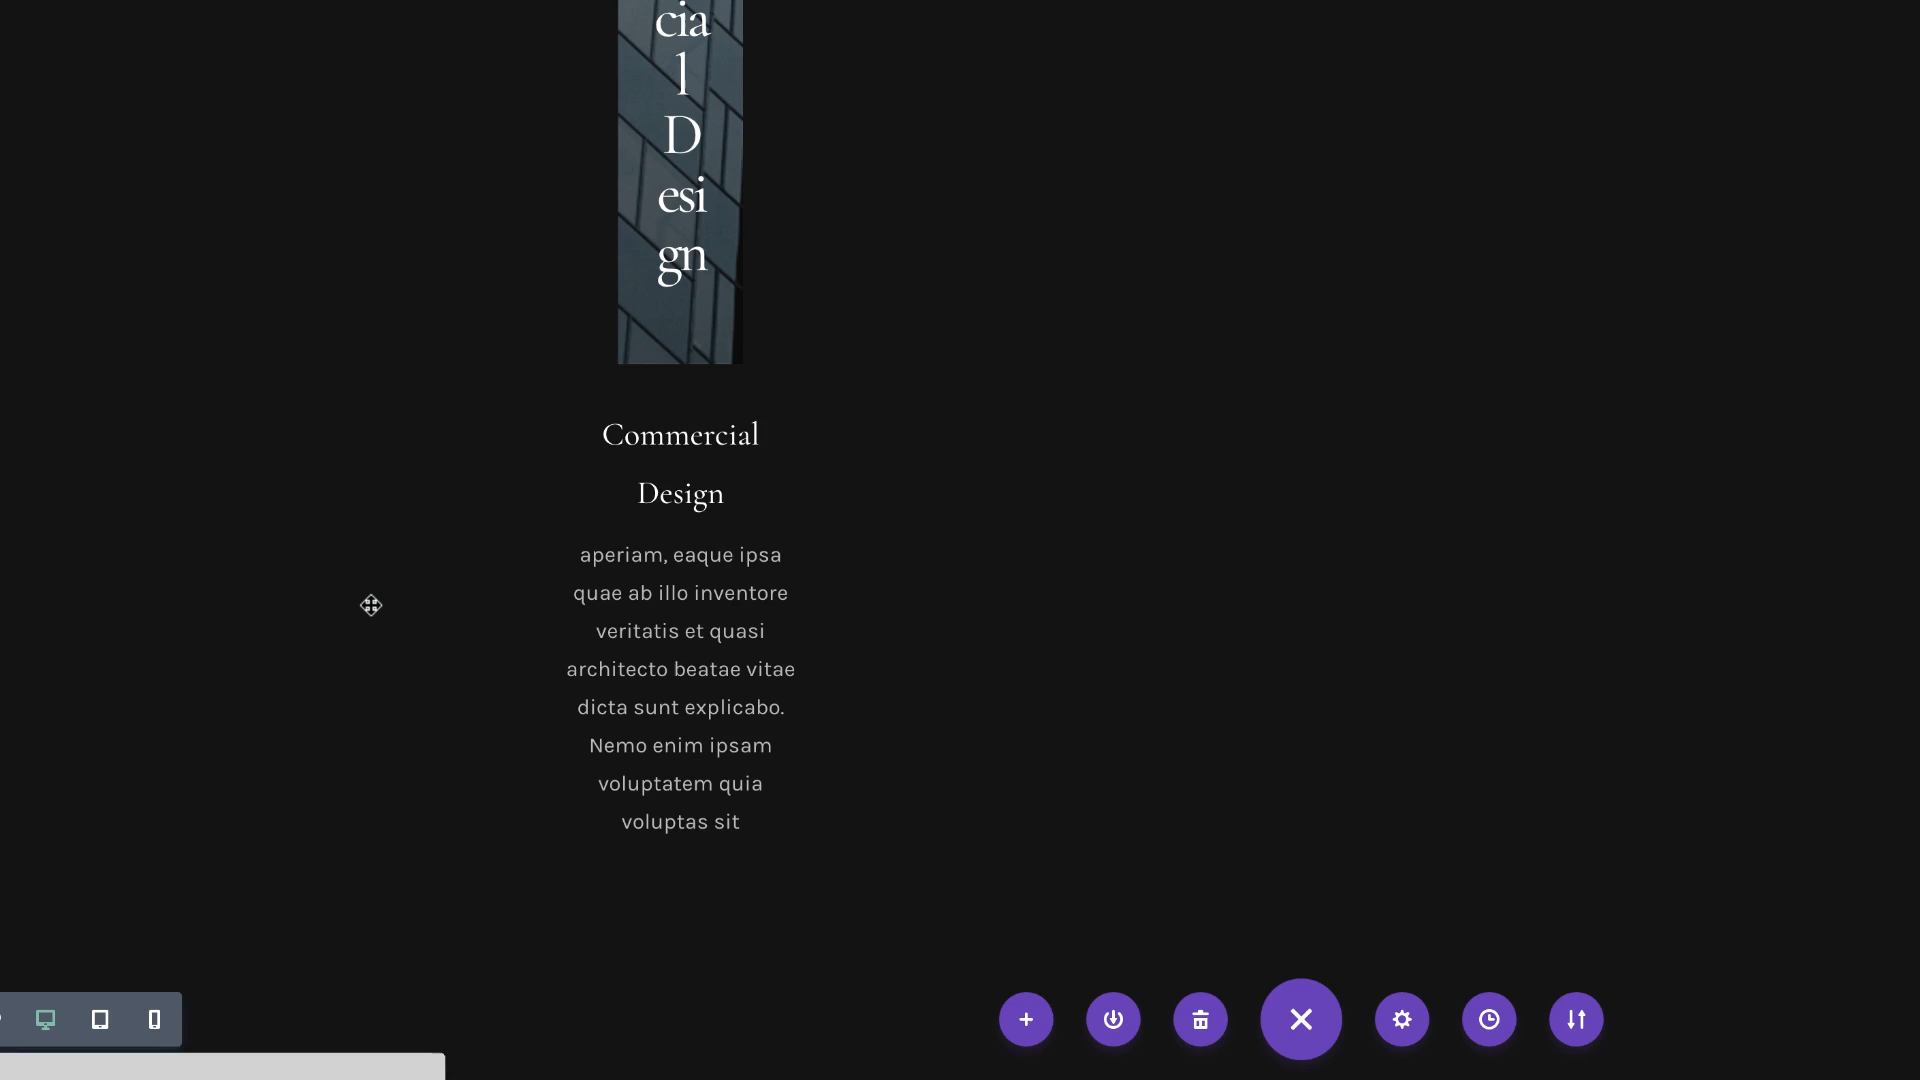 cia
l
D
esi
gn
Commercial
Design
aperiam, eaque ipsa
quae ab illo inventore
veritatis et quasi
architecto beatae vitae
dicta sunt explicabo.
Nemo enim ipsam
voluptatem quia
voluptas sit